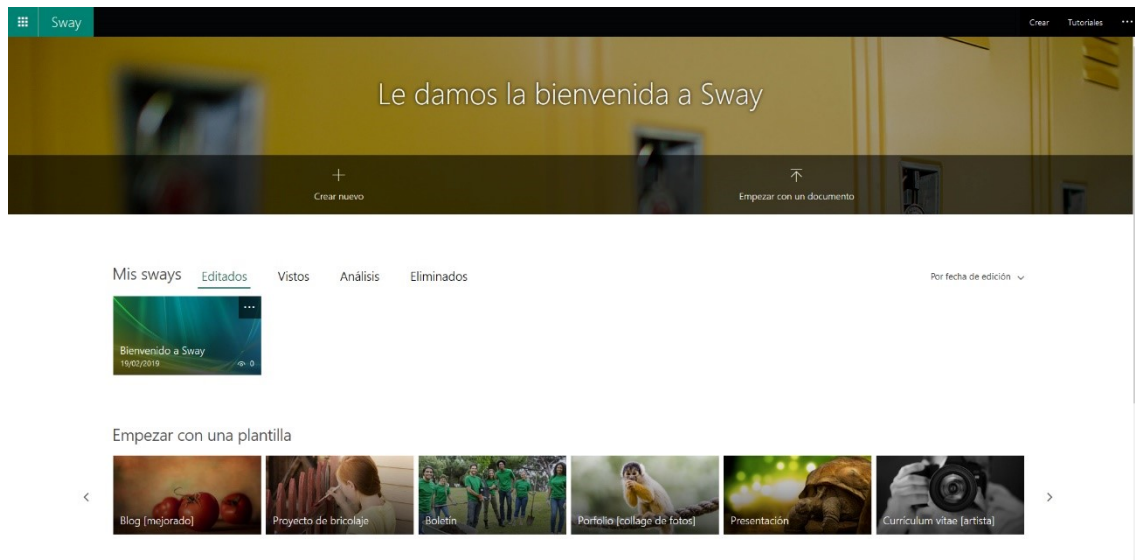 Sway
Crear Tutoriales ...
Le damos la bienvenida a Sway
Crear nuevo Empezar con un documento
Mis sways Editados Vistos Análisis Eliminados Por fecha de edición
...
Bienvenido a Sway
19/02/2019 0
Empezar con una plantilla
Blog [mejorado] Proyecto de bricolaje Boletín Porfolio [collage de fotos] Presentación Currículum vitae [artista]